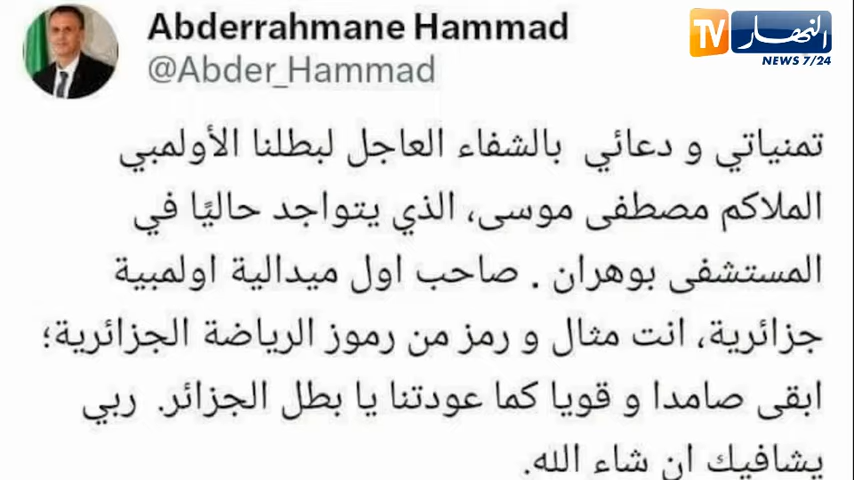 Abderrahmane Hammad
@Abder_Hammad
TV النهار
NEWS 7/24
تمنياتي و دعائي بالشفاء العاجل لبطلنا الأولمبي
الملاكم مصطفى موسى، الذي يتواجد حاليًا في
المستشفى بوهران . صاحب اول ميدالية اولمبية
جزائرية، انت مثال و رمز من رموز الرياضة الجزائرية؛
ابقى صامدا و قويا كما عودتنا يا بطل الجزائر. ربي
يشافيك ان شاء الله.